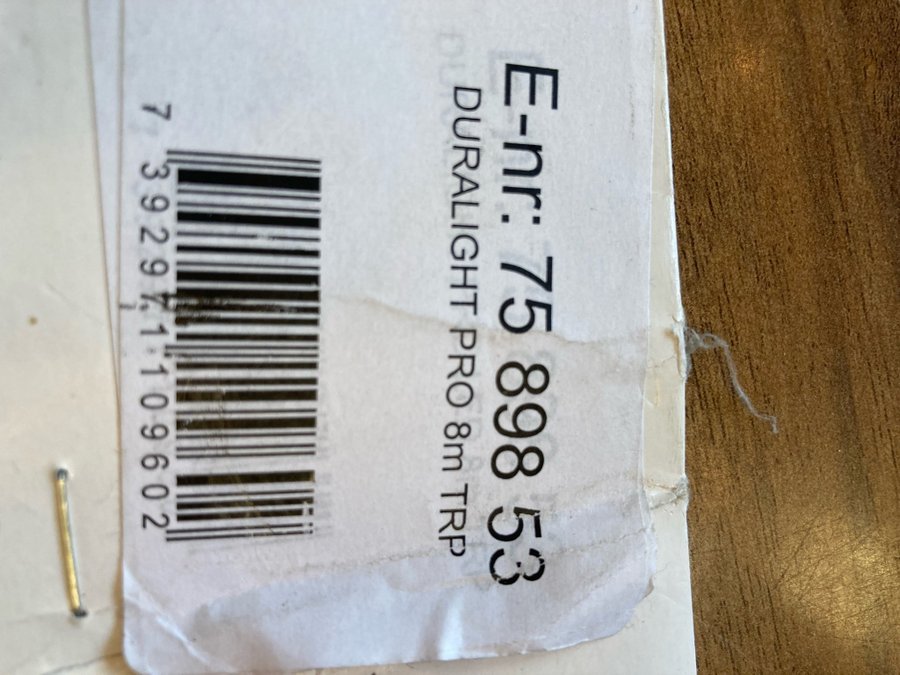 E-nr: 75 898 53
DURALIGHT PRO 8m TRP
7 392971 109602